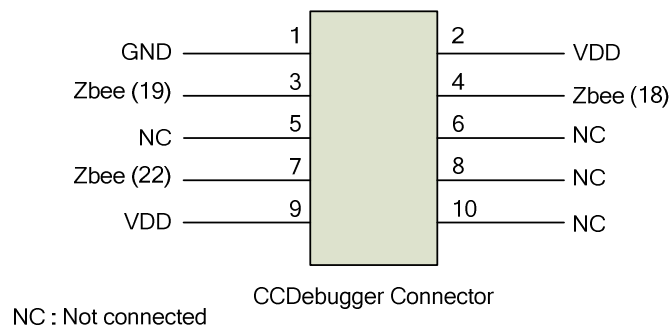 GND 1 2 VDD
Zbee (19) 3 4 Zbee (18)
NC 5 6 NC
Zbee (22) 7 8 NC
VDD 9 10 NC
CCDebugger Connector
NC : Not connected